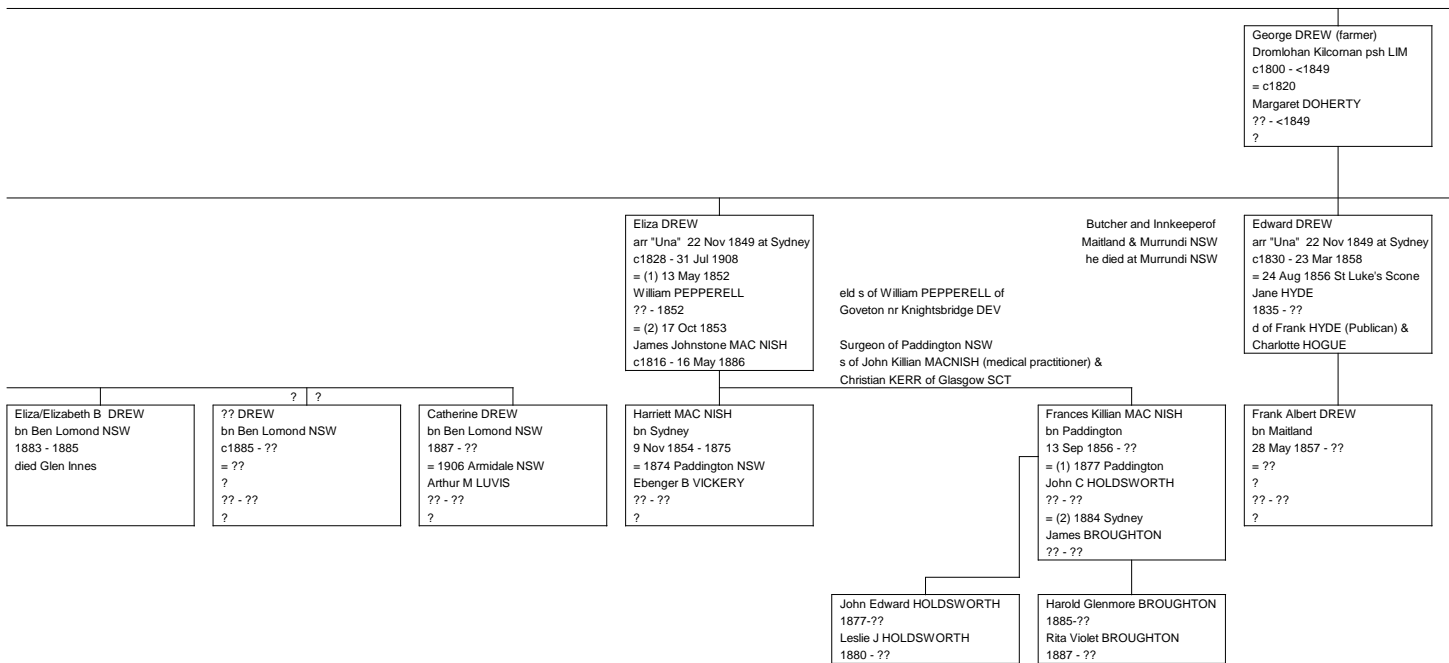 George DREW (farmer)
Dromlohan Kilcornan psh LIM
c1800 - <1849
= c1820
Margaret DOHERTY
?? - <1849
?
Eliza DREW
arr "Una"  22 Nov 1849 at Sydney
c1828 - 31 Jul 1908
= (1) 13 May 1852
William PEPPERELL
?? - 1852
= (2) 17 Oct 1853
James Johnstone MAC NISH
c1816 - 16 May 1886
eld s of William PEPPERELL of
Goveton nr Knightsbridge DEV
Surgeon of Paddington NSW
s of John Killian MACNISH (medical practitioner) &
Christian KERR of Glasgow SCT
Butcher and Innkeeperof
Maitland & Murrundi NSW
he died at Murrundi NSW
Edward DREW
arr "Una"  22 Nov 1849 at Sydney
c1830 - 23 Mar 1858
= 24 Aug 1856 St Luke's Scone
Jane HYDE
1835 - ??
d of Frank HYDE (Publican) &
Charlotte HOGUE
? ?
Eliza/Elizabeth B  DREW
bn Ben Lomond NSW
1883 - 1885
died Glen Innes
?? DREW
bn Ben Lomond NSW
c1885 - ??
= ??
?
?? - ??
?
Catherine DREW
bn Ben Lomond NSW
1887 - ??
= 1906 Armidale NSW
Arthur M LUVIS
?? - ??
?
Harriett MAC NISH
bn Sydney
9 Nov 1854 - 1875
= 1874 Paddington NSW
Ebenger B VICKERY
?? - ??
?
Frances Killian MAC NISH
bn Paddington
13 Sep 1856 - ??
= (1) 1877 Paddington
John C HOLDSWORTH
?? - ??
= (2) 1884 Sydney
James BROUGHTON
?? - ??
Frank Albert DREW
bn Maitland
28 May 1857 - ??
= ??
?
?? - ??
?
John Edward HOLDSWORTH
1877-??
Leslie J HOLDSWORTH
1880 - ??
Harold Glenmore BROUGHTON
1885-??
Rita Violet BROUGHTON
1887 - ??